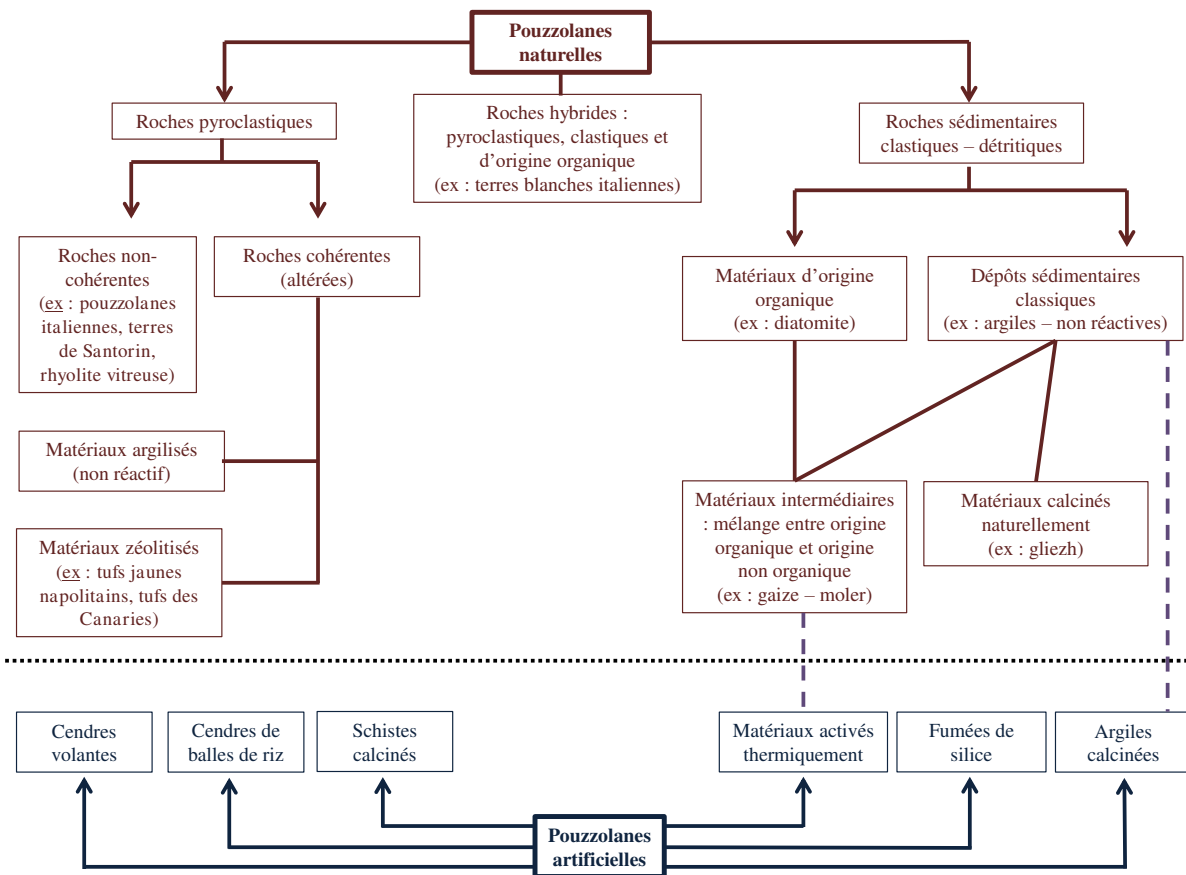 Pouzzolanes
naturelles
Roches pyroclastiques
Roches hybrides :
pyroclastiques, clastiques et
d'origine organique
(ex : terres blanches italiennes)
Roches sédimentaires
clastiques – détritiques
Roches non-
cohérentes
(ex : pouzzolanes
italiennes, terres
de Santorin,
rhyolite vitreuse)
Roches cohérentes
(altérées)
Matériaux d'origine
organique
(ex : diatomite)
Dépôts sédimentaires
classiques
(ex : argiles – non réactives)
Matériaux argilisés
(non réactif)
Matériaux zéolitisés
(ex : tufs jaunes
napolitains, tufs des
Canaries)
Matériaux intermédiaires
: mélange entre origine
organique et origine
non organique
(ex : gaize – moler)
Matériaux calcinés
naturellement
(ex : gliezh)
Cendres
volantes
Cendres de
balles de riz
Schistes
calcinés
Matériaux activés
thermiquement
Fumées de
silice
Argiles
calcinées
Pouzzolanes
artificielles